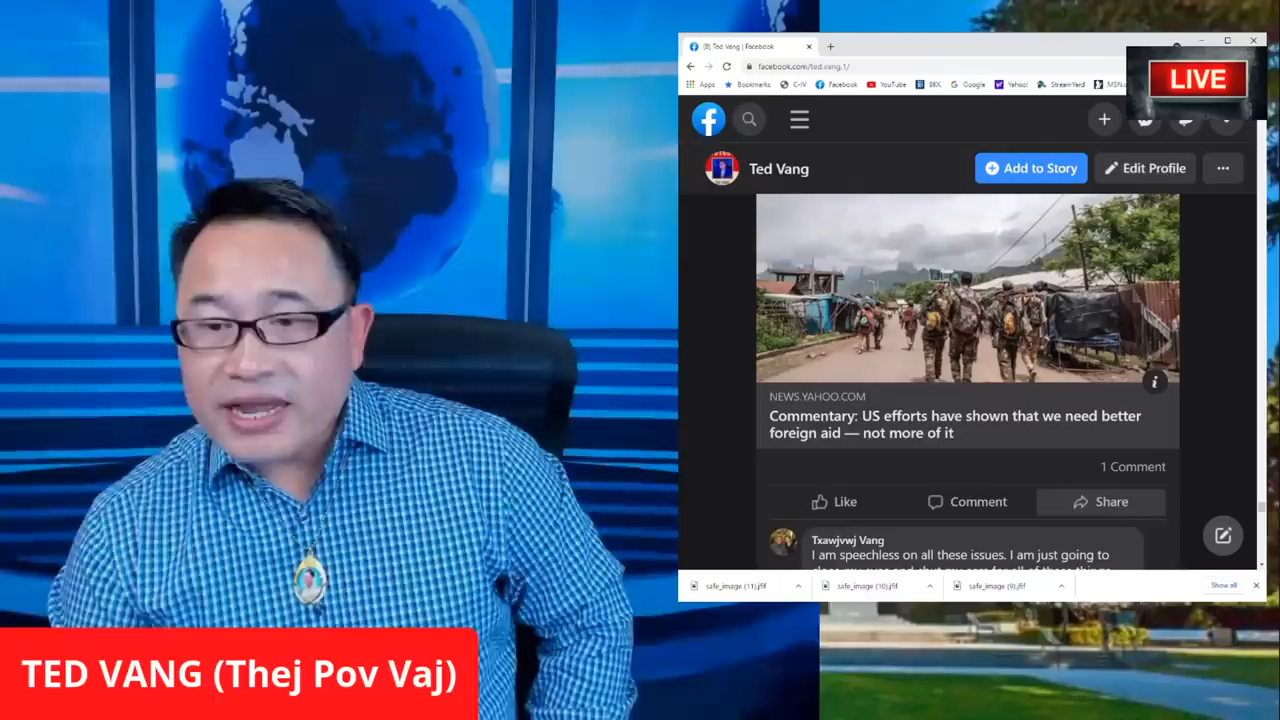 (8) Ted Vang | Facebook
facebook.com/ted.vang.1/
Apps
Bookmarks
C-IV
Facebook
YouTube
BKK
Google
Yahoo!
StreamYard
LIVE
Ted Vang
Add to Story
Edit Profile
NEWS.YAHOO.COM
Commentary: US efforts have shown that we need better
foreign aid — not more of it
1 Comment
Like
Comment
Share
Txawjvwj Vang
I am speechless on all these issues. I am just going to
safe_image (11).jfif
safe_image (10).jfif
safe_image (9).jfif
Show all
TED VANG (Thej Pov Vaj)